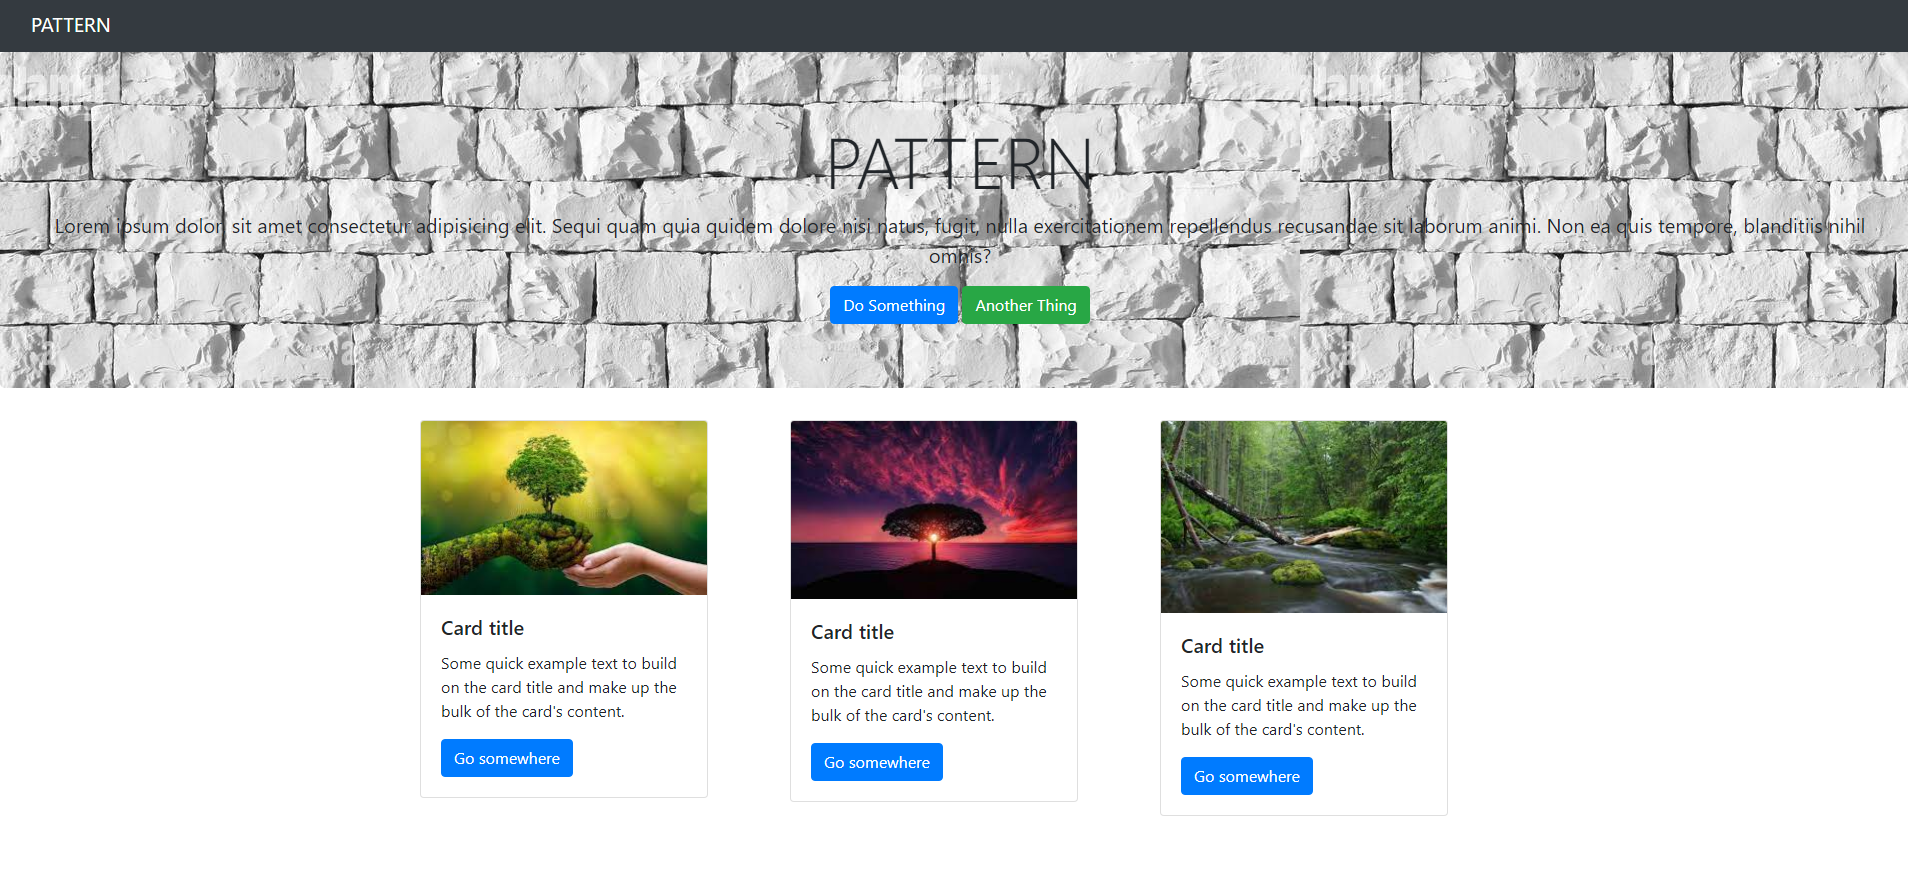 PATTERN
PATTERN
Lorem ipsum dolor sit amet consectetur adipisicing elit. Sequi quam quia quidem dolore nisi natus, fugit, nulla exercitationem repellendus recusandae sit laborum animi. Non ea quis tempore, blanditiis nihil
omnis?
Do Something Another Thing
Card title
Some quick example text to build
on the card title and make up the
bulk of the card's content.
Go somewhere
Card title
Some quick example text to build
on the card title and make up the
bulk of the card's content.
Go somewhere
Card title
Some quick example text to build
on the card title and make up the
bulk of the card's content.
Go somewhere